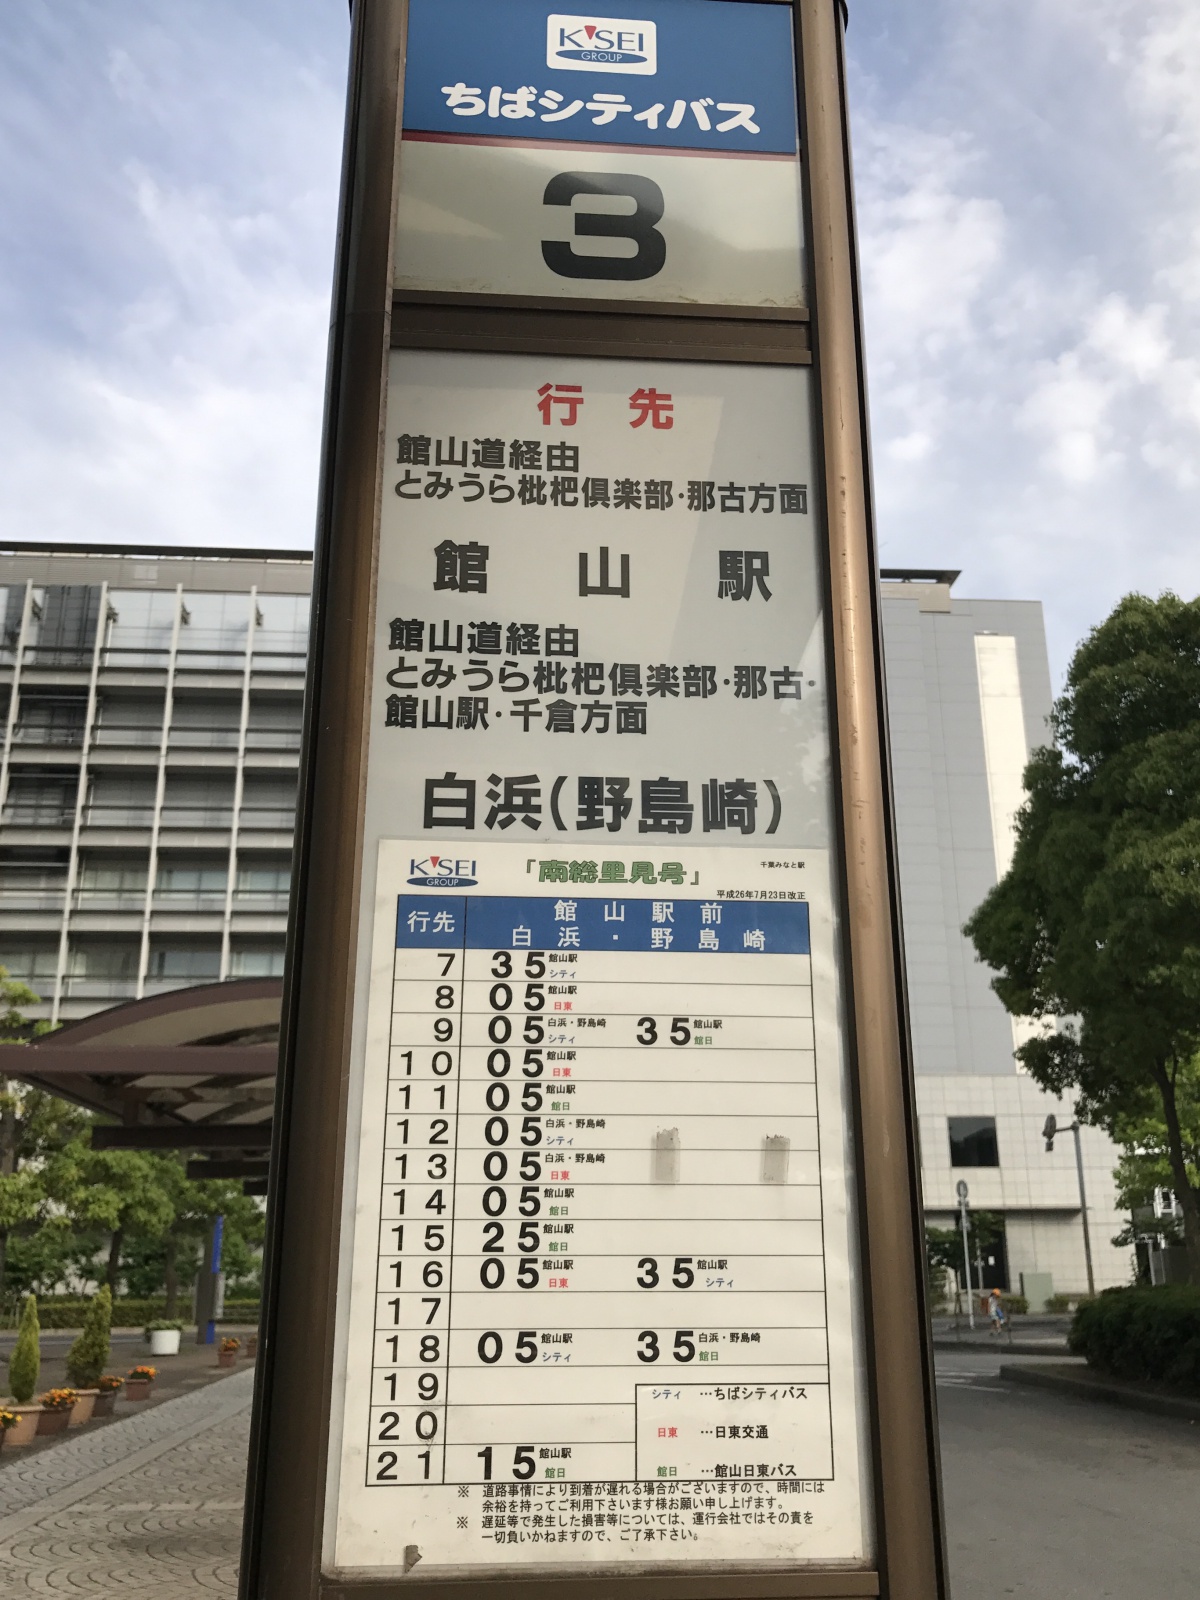 K'SEI
GROUP
ちばシティバス
3
行先
館山道経由
とみうら枇杷倶楽部・那古方面
館山駅
館山道経由
とみうら枇杷倶楽部・那古・
館山駅・千倉方面
白浜(野島崎)
K'SEI GROUP 「南総里見号」 千葉みなと駅
平成26年7月23日改正
行先 館山駅前
白浜・野島崎
7 35 館山駅 シティ
8 05 館山駅 日東
9 05 白浜・野島崎 シティ 35 館山駅 館日
10 05 館山駅 日東
11 05 館山駅 館日
12 05 白浜・野島崎 シティ
13 05 白浜・野島崎 日東
14 05 館山駅 館日
15 25 館山駅 館日
16 05 館山駅 日東 35 館山駅 シティ
17
18 05 館山駅 シティ 35 白浜・野島崎 館日
19
20
21 15 館山駅 館日
シティ …ちばシティバス
日東 …日東交通
館日 …館山日東バス
※ 道路事情により到着が遅れる場合がございますので、時間には
余裕を持ってご利用下さいます様お願い申し上げます。
※ 遅延等で発生した損害等については、運行会社ではその責を
一切負いかねますので、ご了承下さい。